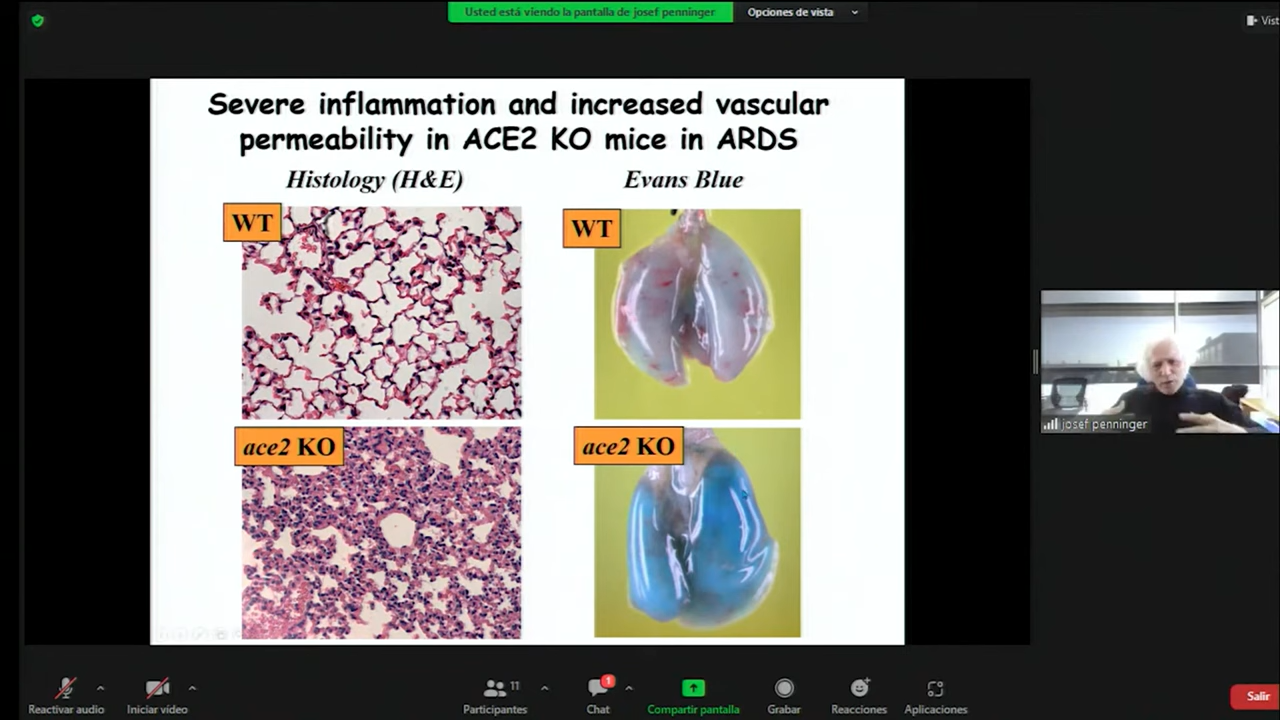 Usted está viendo la pantalla de josef penninger
Opciones de vista
Vist
Severe inflammation and increased vascular
permeability in ACE2 KO mice in ARDS
Histology (H&E)
Evans Blue
WT
WT
ace2 KO
ace2 KO
josef penninger
11
1
Reactivar audio
Iniciar vídeo
Participantes
Chat
Compartir pantalla
Grabar
Reacciones
Aplicaciones
Salir